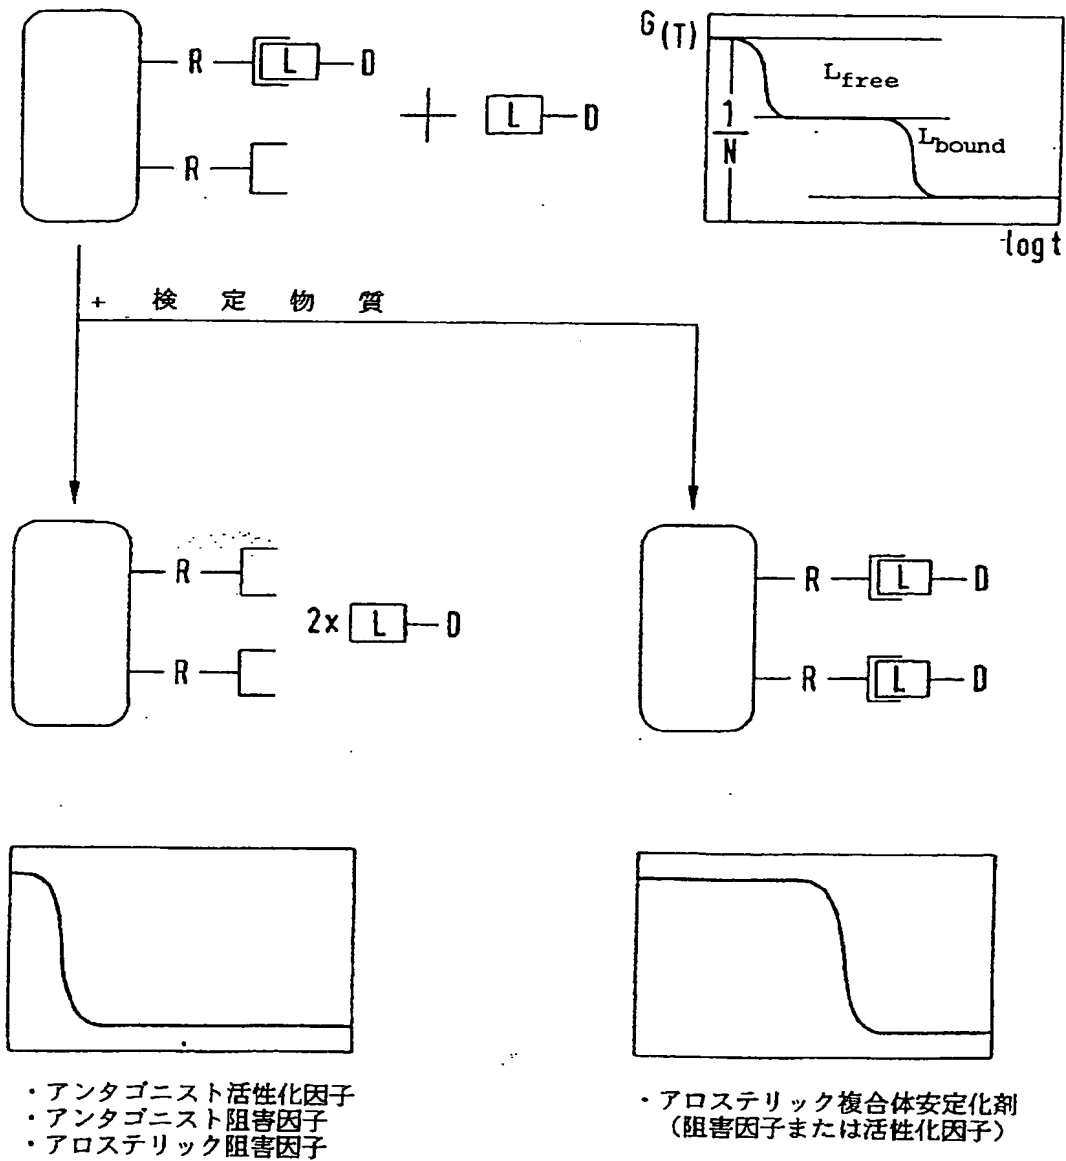 R L D
+ L D
R
G(T)
Lfree
1
N
Lbound
-log t
+ 検 定 物 質
R
2x L D
R
R L D
R L D
・アンタゴニスト活性化因子
・アンタゴニスト阻害因子
・アロステリック阻害因子
・アロステリック複合体安定化剤
(阻害因子または活性化因子)